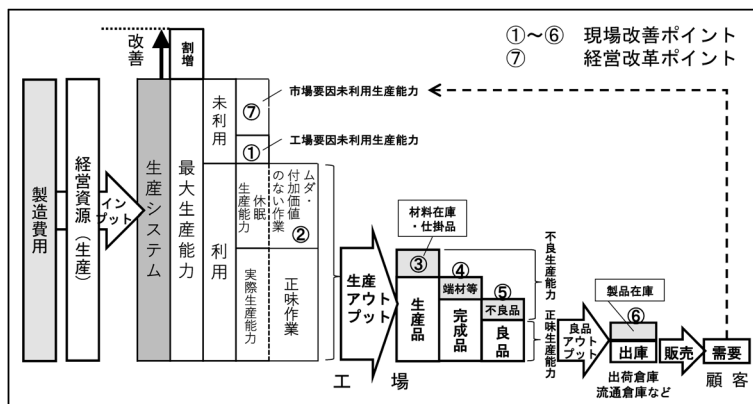 ①～⑥ 現場改善ポイント
⑦ 経営改革ポイント
改善
割増
製造費用
経営資源（生産）
イン
プット
生産システム
最大生産能力
未利用
利用
⑦
①
市場要因未利用生産能力
工場要因未利用生産能力
休眠
生産能力
実際生産能力
ムダ・
付加価値
のない作業
②
正味作業
生産
アウト
プット
材料在庫
・仕掛品
③
生産品
④
端材等
完成品
⑤
不良品
良品
不良生産能力
正味生産能力
良品
アウト
プット
製品在庫
⑥
出庫
出荷倉庫
流通倉庫など
販売
需要
顧客
工場